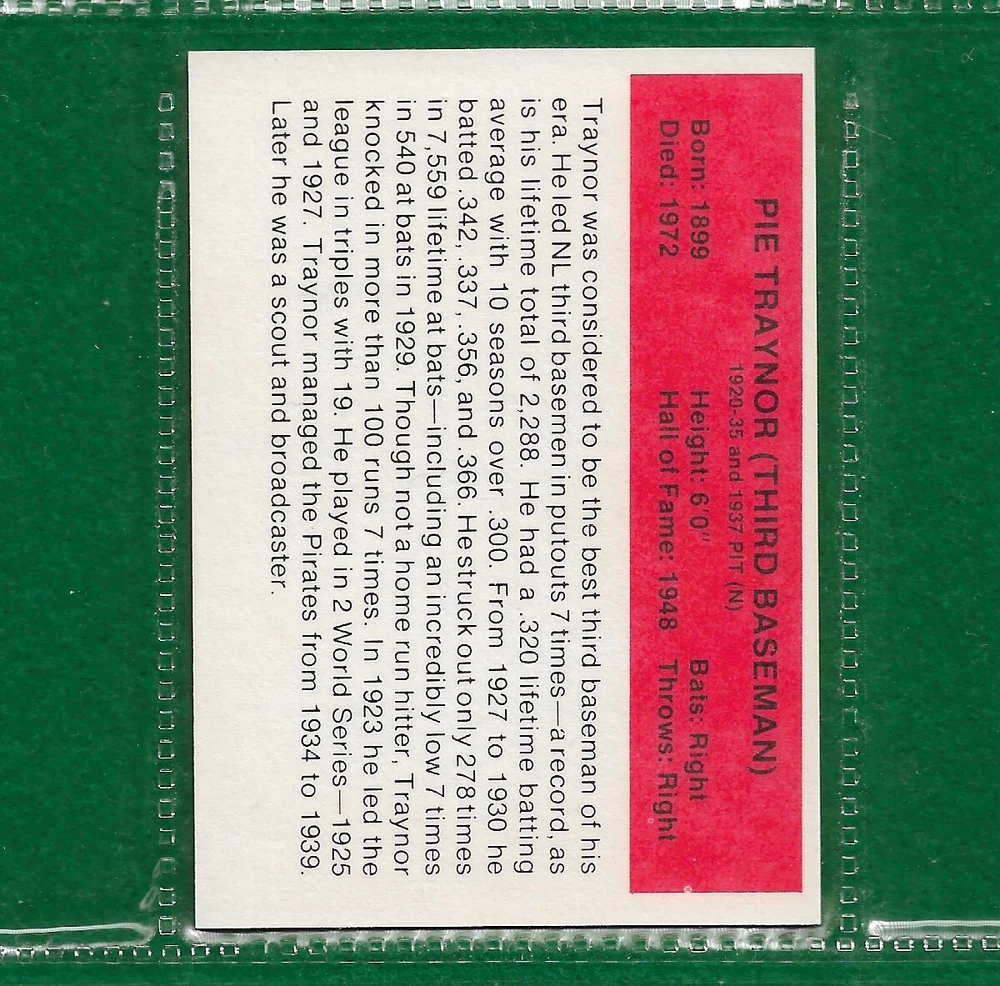 PIE TRAYNOR (THIRD BASEMAN)
1920-35 and 1937 PIT (N)
Born: 1899 Height: 6'0" Bats: Right
Died: 1972 Hall of Fame: 1948 Throws: Right
Traynor was considered to be the best third baseman of his
era. He led NL third basemen in putouts 7 times—a record, as
is his lifetime total of 2,288. He had a .320 lifetime batting
average with 10 seasons over .300. From 1927 to 1930 he
batted .342, .337, .356, and .366. He struck out only 278 times
in 7,559 lifetime at bats—including an incredibly low 7 times
in 540 at bats in 1929. Though not a home run hitter, Traynor
knocked in more than 100 runs 7 times. In 1923 he led the
league in triples with 19. He played in 2 World Series—1925
and 1927. Traynor managed the Pirates from 1934 to 1939.
Later he was a scout and broadcaster.